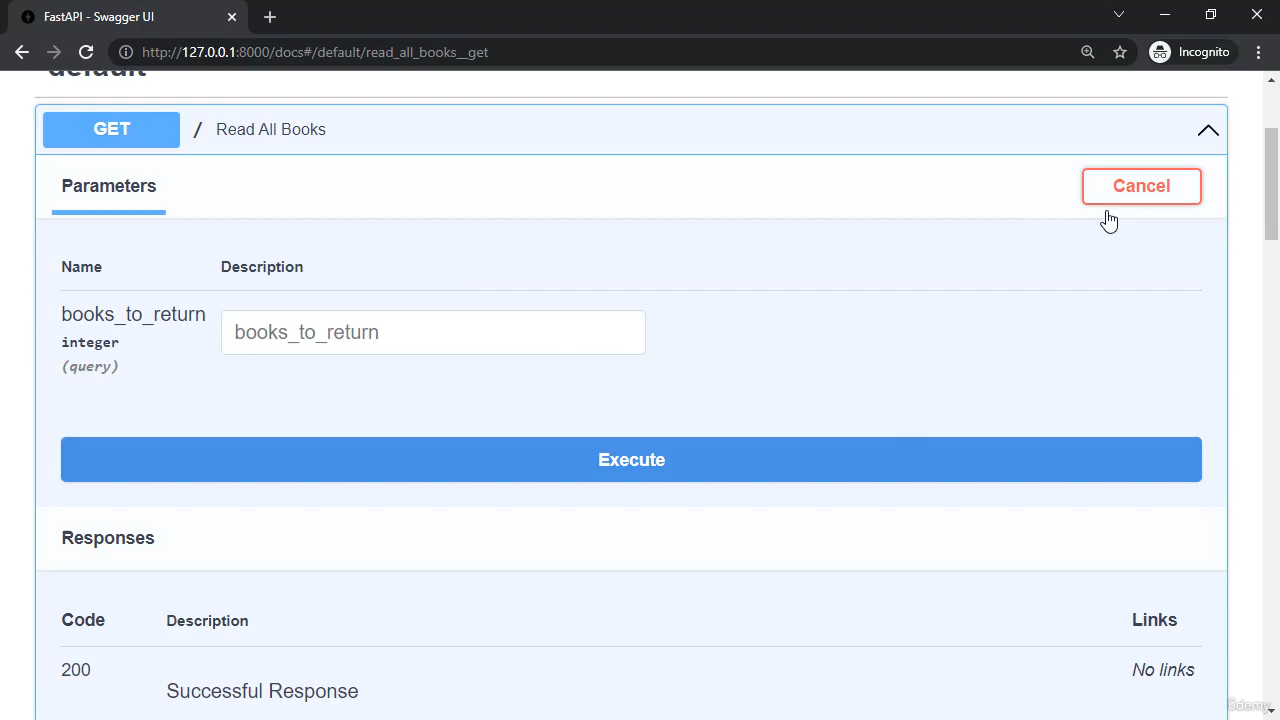 FastAPI - Swagger UI
http://127.0.0.1:8000/docs#/default/read_all_books__get
Incognito
default
GET / Read All Books
Parameters
Cancel
Name Description
books_to_return
integer
(query)
books_to_return
Execute
Responses
Code Description Links
200 No links
Successful Response
Udemy